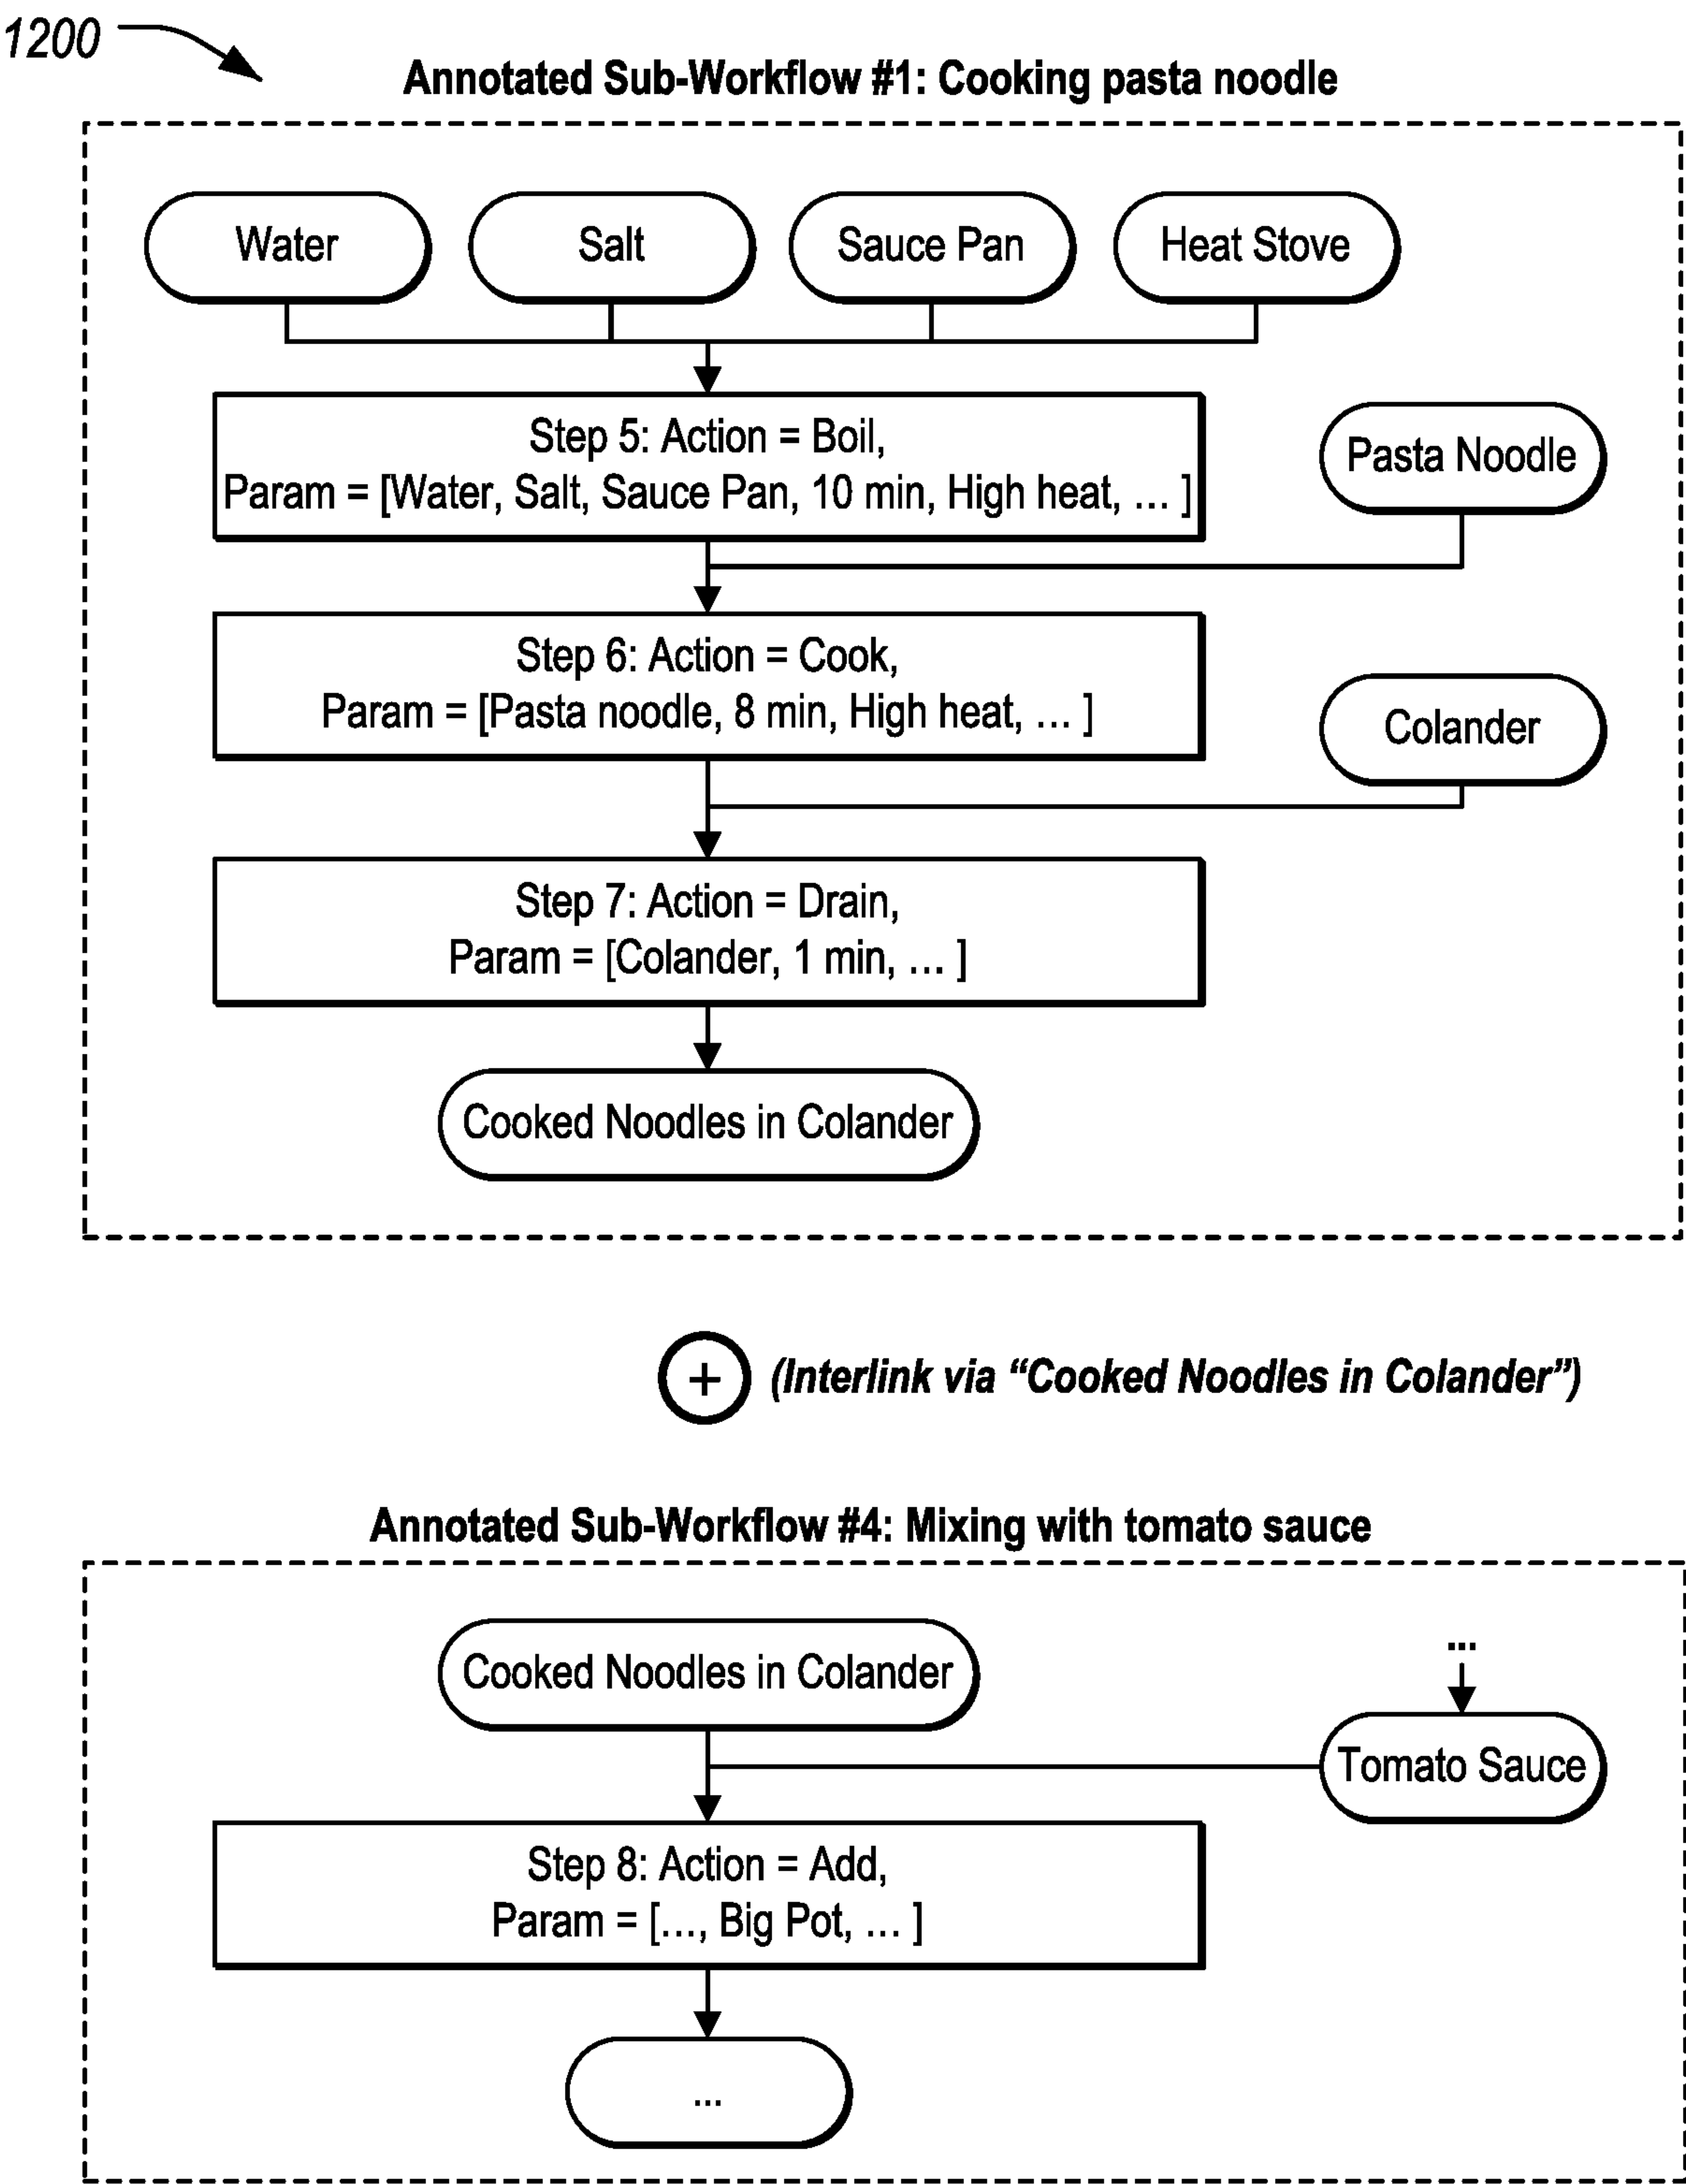 1200
Annotated Sub-Workflow #1: Cooking pasta noodle
Water
Salt
Sauce Pan
Heat Stove
Step 5: Action = Boil,
Param = [Water, Salt, Sauce Pan, 10 min, High heat, ... ]
Pasta Noodle
Step 6: Action = Cook,
Param = [Pasta noodle, 8 min, High heat, ... ]
Colander
Step 7: Action = Drain,
Param = [Colander, 1 min, ... ]
Cooked Noodles in Colander
+ (Interlink via “Cooked Noodles in Colander”)
Annotated Sub-Workflow #4: Mixing with tomato sauce
Cooked Noodles in Colander
...
Tomato Sauce
Step 8: Action = Add,
Param = [..., Big Pot, ... ]
...